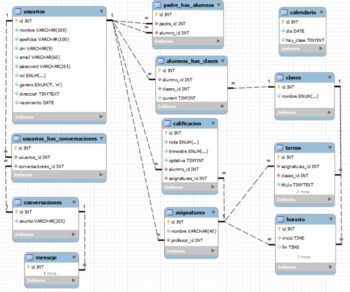 usuarios
id INT
nombre VARCHAR(100)
apellidos VARCHAR(100)
dni VARCHAR(9)
email VARCHAR(60)
password VARCHAR(255)
rol ENUM(...)
genero ENUM('f', 'm')
direccion TINYTEXT
nacimiento DATE
Indexes
usuarios_has_conversaciones
id INT
usuarios_id INT
conversaciones_id INT
Indexes
conversaciones
id INT
asunto VARCHAR(255)
Indexes
mensaje
id INT
Indexes
padre_has_alumnos
id INT
padre_id INT
alumno_id INT
Indexes
alumnos_has_clases
id INT
alumno_id INT
clases_id INT
current TINYINT
Indexes
calificacion
id INT
nota ENUM(...)
trimestre ENUM(...)
optativa TINYINT
alumno_id INT
asignaturas_id INT
Indexes
asignaturas
id INT
nombre VARCHAR(45)
profesor_id INT
Indexes
calendario
id INT
dia DATE
hay_clase TINYINT
Indexes
clases
id INT
nombre ENUM(...)
Indexes
tareas
id INT
asignaturas_id INT
clases_id INT
titulo TINYTEXT
2 more...
Indexes
horario
id INT
inicio TIME
fin TIME
Indexes